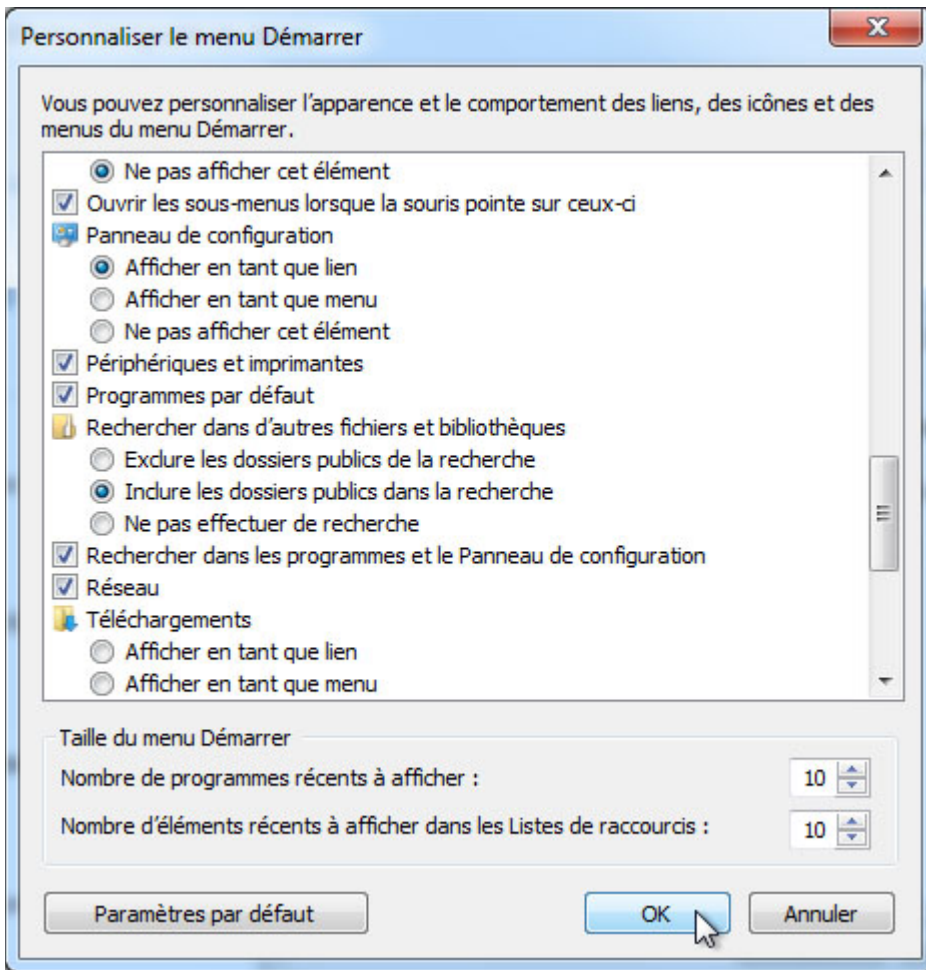 Personnaliser le menu Démarrer
Vous pouvez personnaliser l'apparence et le comportement des liens, des icônes et des
menus du menu Démarrer.
Ne pas afficher cet élément
Ouvrir les sous-menus lorsque la souris pointe sur ceux-ci
Panneau de configuration
Afficher en tant que lien
Afficher en tant que menu
Ne pas afficher cet élément
Périphériques et imprimantes
Programmes par défaut
Rechercher dans d'autres fichiers et bibliothèques
Exclure les dossiers publics de la recherche
Inclure les dossiers publics dans la recherche
Ne pas effectuer de recherche
Rechercher dans les programmes et le Panneau de configuration
Réseau
Téléchargements
Afficher en tant que lien
Afficher en tant que menu
Taille du menu Démarrer
Nombre de programmes récents à afficher : 10
Nombre d'éléments récents à afficher dans les Listes de raccourcis : 10
Paramètres par défaut OK Annuler